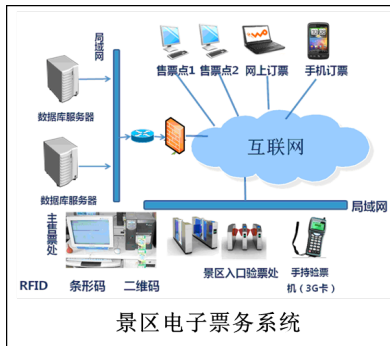 局域网
售票点1 售票点2 网上订票 手机订票
数据库服务器
互联网
数据库服务器
局域网
主售票处
景区入口验票处
手持验票
机（3G卡）
RFID 条形码 二维码
景区电子票务系统